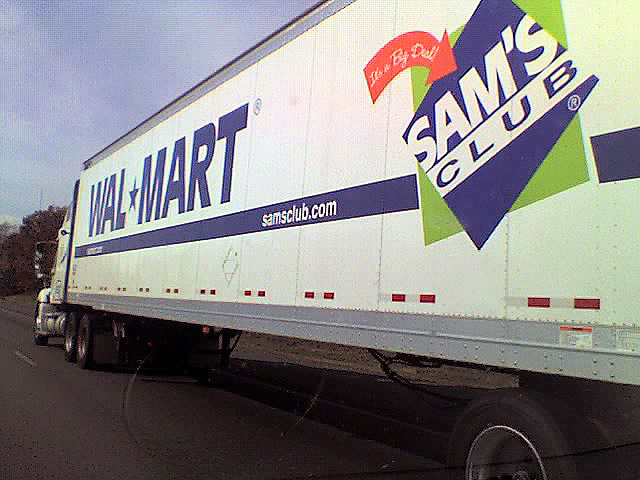 WAL★MART®
samsclub.com
It's a Big Deal!
SAM'S
CLUB®